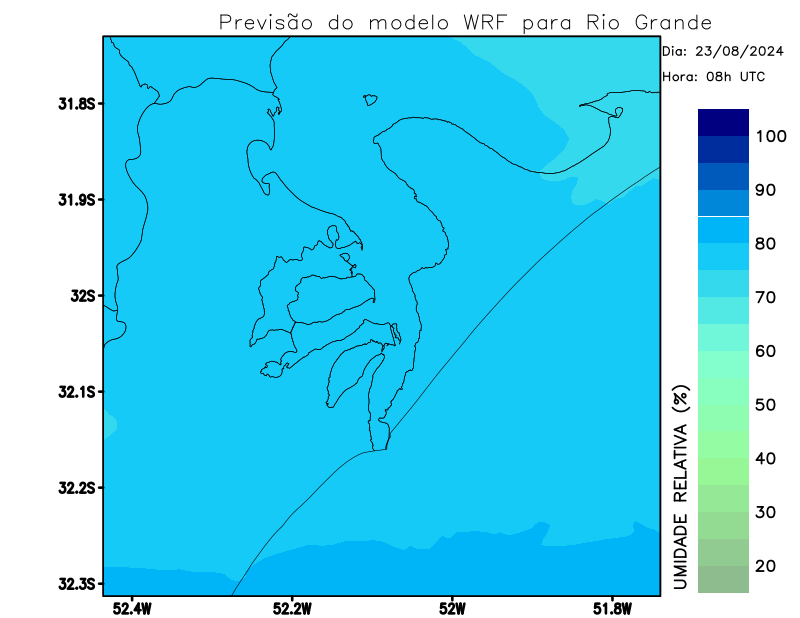 Previsão do modelo WRF para Rio Grande
Dia: 23/08/2024
Hora: 08h UTC
31.8S
31.9S
32S
32.1S
32.2S
32.3S
52.4W
52.2W
52W
51.8W
100
90
80
70
60
50
40
30
20
UMIDADE RELATIVA (%)